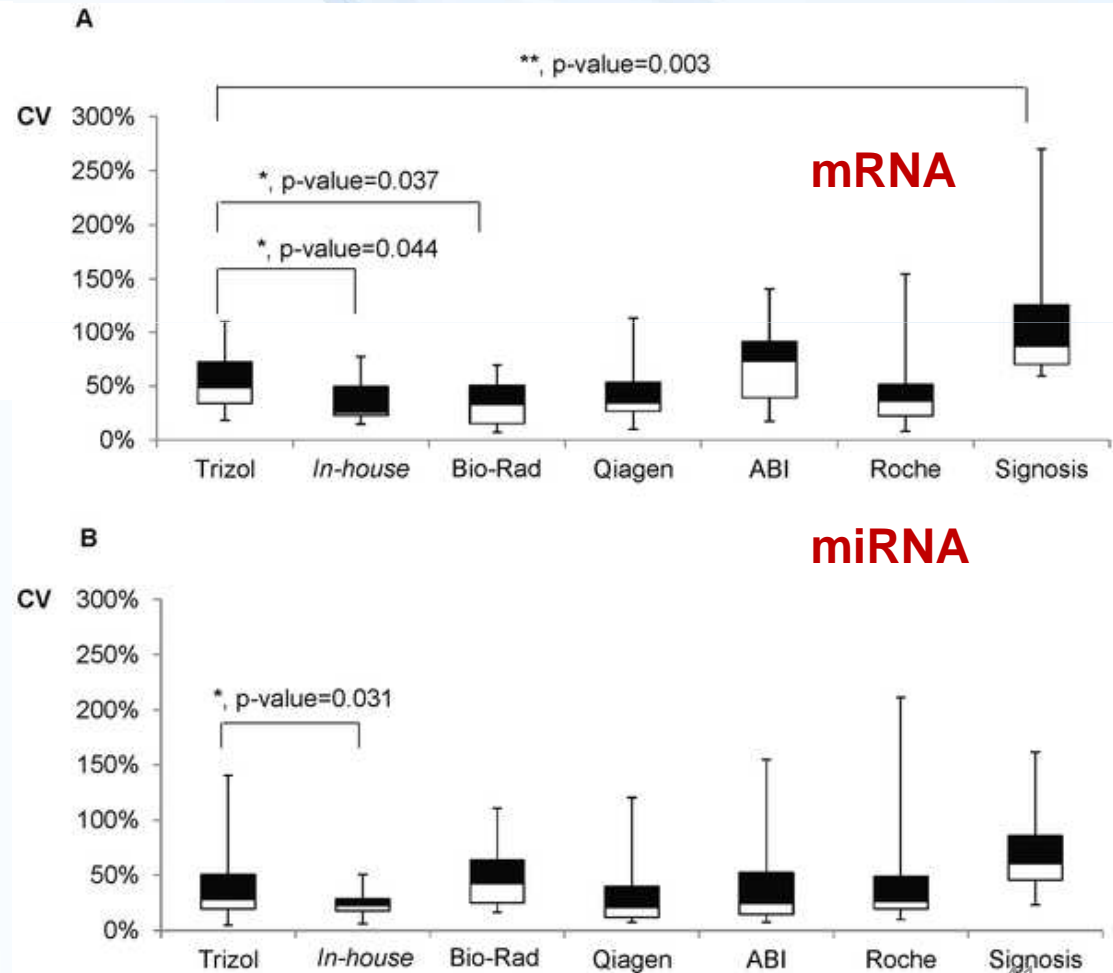 A
**, p-value=0.003
CV 300%
mRNA
250%
*, p-value=0.037
200%
*, p-value=0.044
150%
100%
50%
0%
Trizol In-house Bio-Rad Qiagen ABI Roche Signosis
B
miRNA
CV 300%
250%
*, p-value=0.031
200%
150%
100%
50%
0%
Trizol In-house Bio-Rad Qiagen ABI Roche Signosis